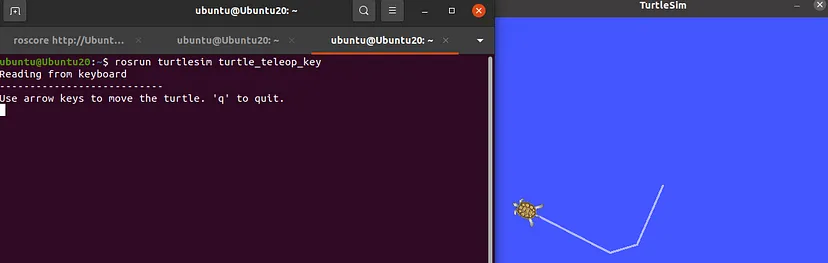 ubuntu@Ubuntu20: ~
roscore http://Ubunt...
ubuntu@Ubuntu20: ~
ubuntu@Ubuntu20: ~
ubuntu@Ubuntu20:~$ rosrun turtlesim turtle_teleop_key
Reading from keyboard
---------------------------
Use arrow keys to move the turtle. 'q' to quit.
TurtleSim